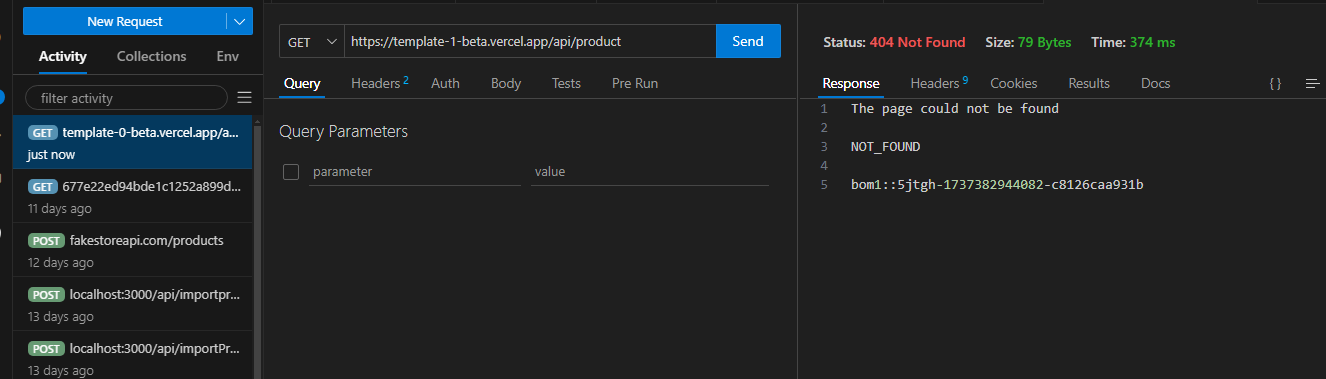 New Request
Activity Collections Env
filter activity
GET template-0-beta.vercel.app/a...
just now
GET 677e22ed94bde1c1252a899d...
11 days ago
POST fakestoreapi.com/products
12 days ago
POST localhost:3000/api/importpr...
13 days ago
POST localhost:3000/api/importPr...
13 days ago
GET https://template-1-beta.vercel.app/api/product Send
Query Headers 2 Auth Body Tests Pre Run
Query Parameters
parameter value
Status: 404 Not Found Size: 79 Bytes Time: 374 ms
Response Headers 9 Cookies Results Docs { }
1 The page could not be found
2
3 NOT_FOUND
4
5 bom1::5jtgh-1737382944082-c8126caa931b